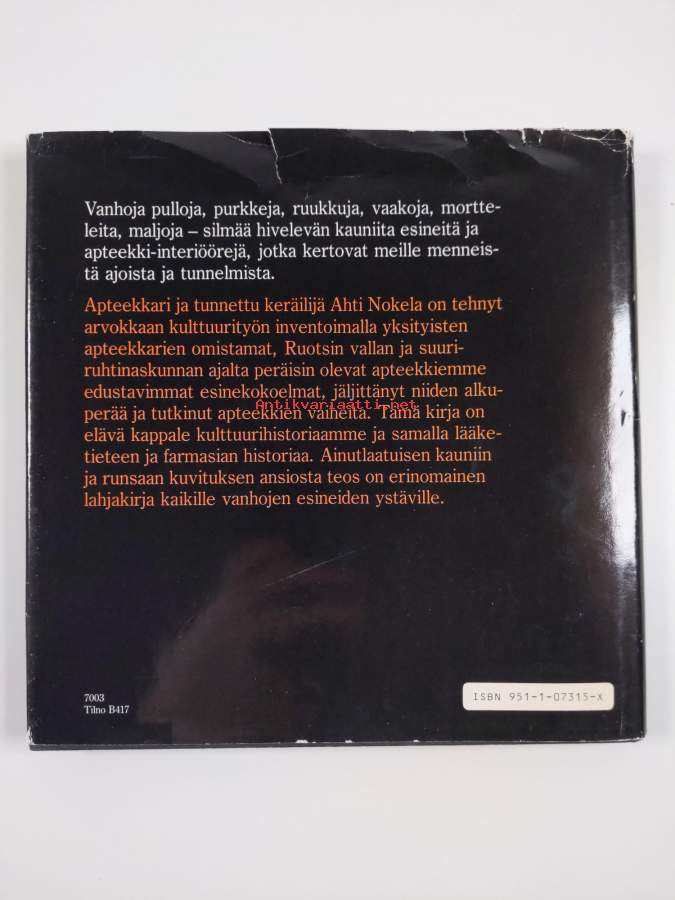 Vanhoja pulloja, purkkeja, ruukkuja, vaakoja, mortte-
leita, maljoja – silmää hivelevän kauniita esineitä ja
apteekki-interiöörejä, jotka kertovat meille menneis-
tä ajoista ja tunnelmista.
Apteekkari ja tunnettu keräilijä Ahti Nokela on tehnyt
arvokkaan kulttuurityön inventoimalla yksityisten
apteekkarien omistamat, Ruotsin vallan ja suuri-
ruhtinaskunnan ajalta peräisin olevat apteekkiemme
edustavimmat esinekokoelmat, jäljittänyt niiden alku-
perää ja tutkinut apteekkien vaiheita. Tämä kirja on
Antikvariaatti.net
elävä kappale kulttuurihistoriaamme ja samalla lääke-
tieteen ja farmasian historiaa. Ainutlaatuisen kauniin
ja runsaan kuvituksen ansiosta teos on erinomainen
lahjakirja kaikille vanhojen esineiden ystäville.
7003
Tilno B417
ISBN 951-1-07315-X